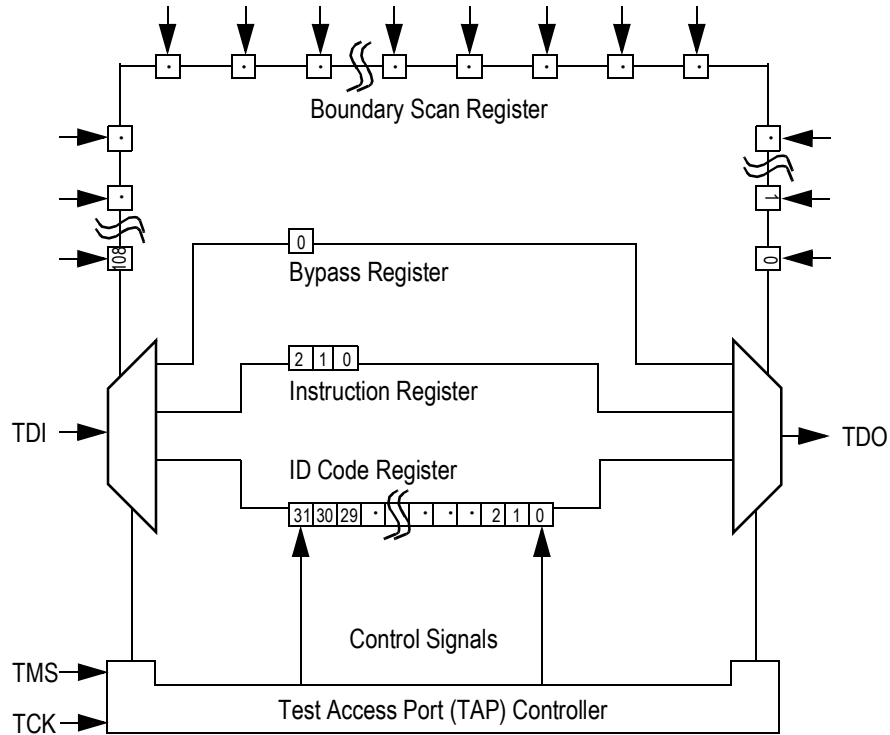 · · · · · · · ·
Boundary Scan Register
· ·
· 1
108 0
0
Bypass Register
2 1 0
Instruction Register
TDI TDO
ID Code Register
31 30 29 · · · · 2 1 0
Control Signals
TMS
Test Access Port (TAP) Controller
TCK